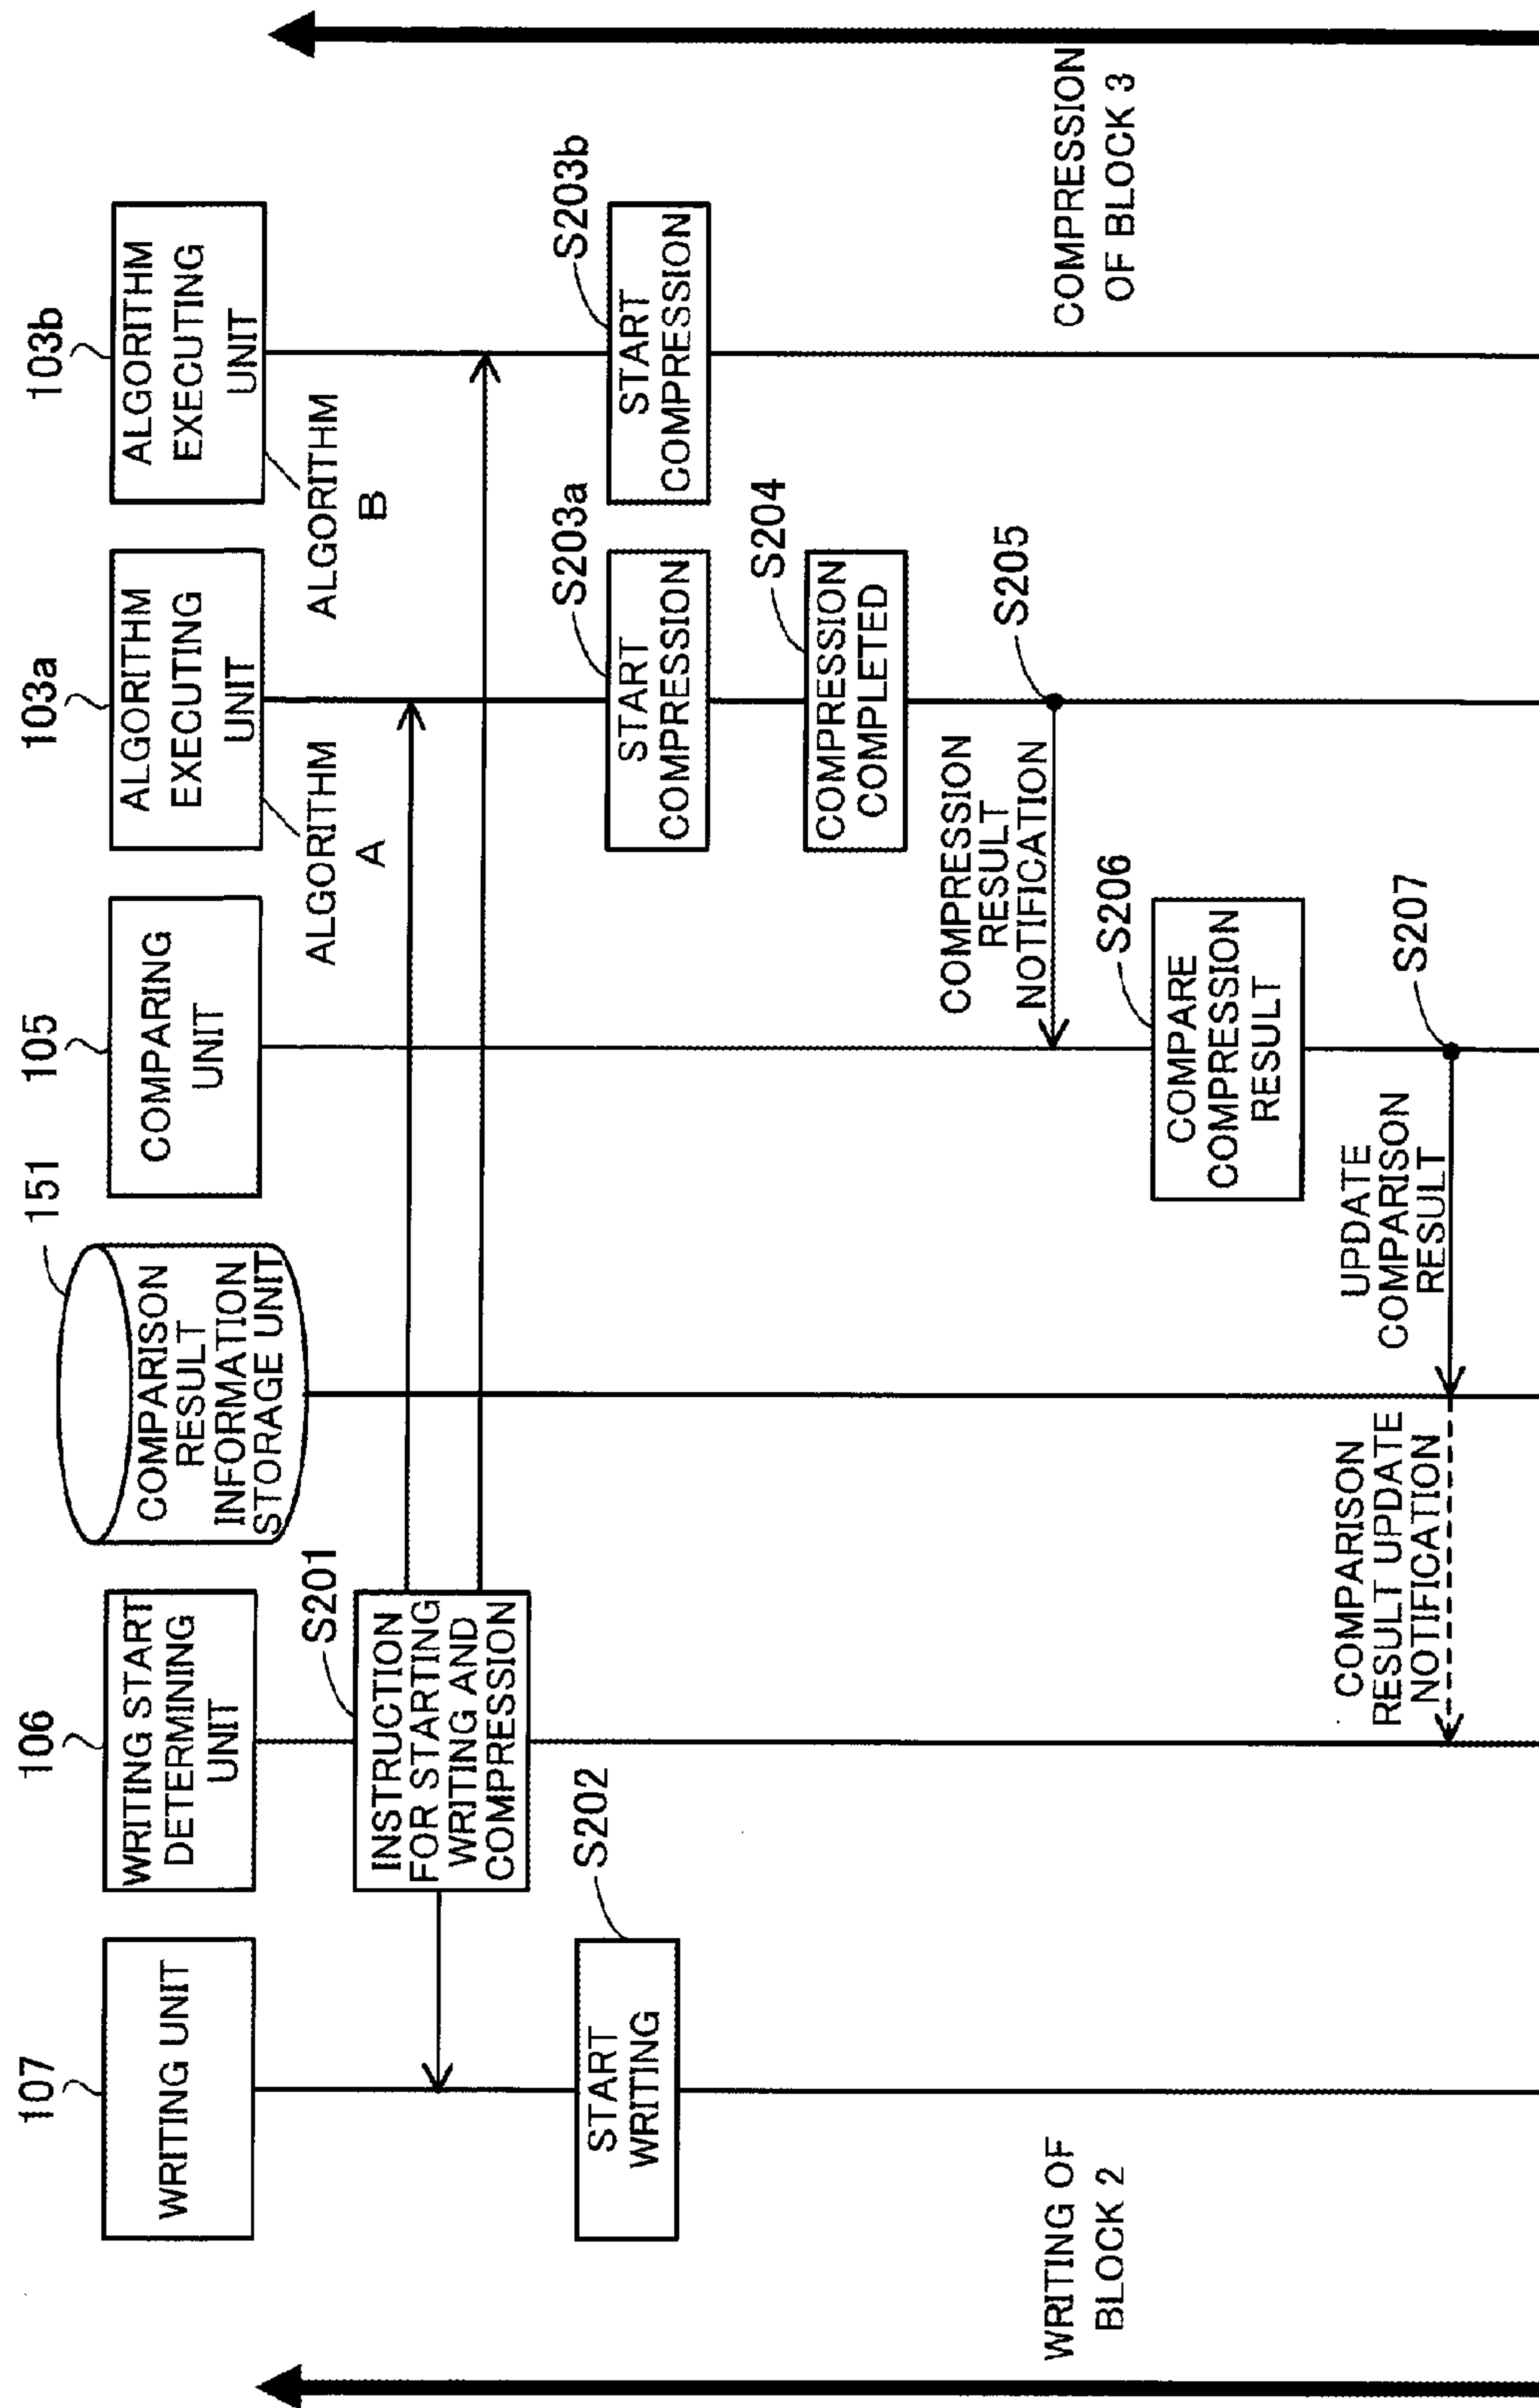 107
WRITING UNIT
106
WRITING START
DETERMINING
UNIT
151
COMPARISON
RESULT
INFORMATION
STORAGE UNIT
105
COMPARING
UNIT
103a
ALGORITHM
EXECUTING
UNIT
ALGORITHM
A
103b
ALGORITHM
EXECUTING
UNIT
ALGORITHM
B
S201
INSTRUCTION
FOR STARTING
WRITING AND
COMPRESSION
S202
START
WRITING
S203a
START
COMPRESSION
S203b
START
COMPRESSION
S204
COMPRESSION
COMPLETED
S205
COMPRESSION
RESULT
NOTIFICATION
WRITING OF
BLOCK 2
COMPRESSION
OF BLOCK 3
S206
COMPARE
COMPRESSION
RESULT
S207
UPDATE
COMPARISON
RESULT
COMPARISON
RESULT UPDATE
NOTIFICATION